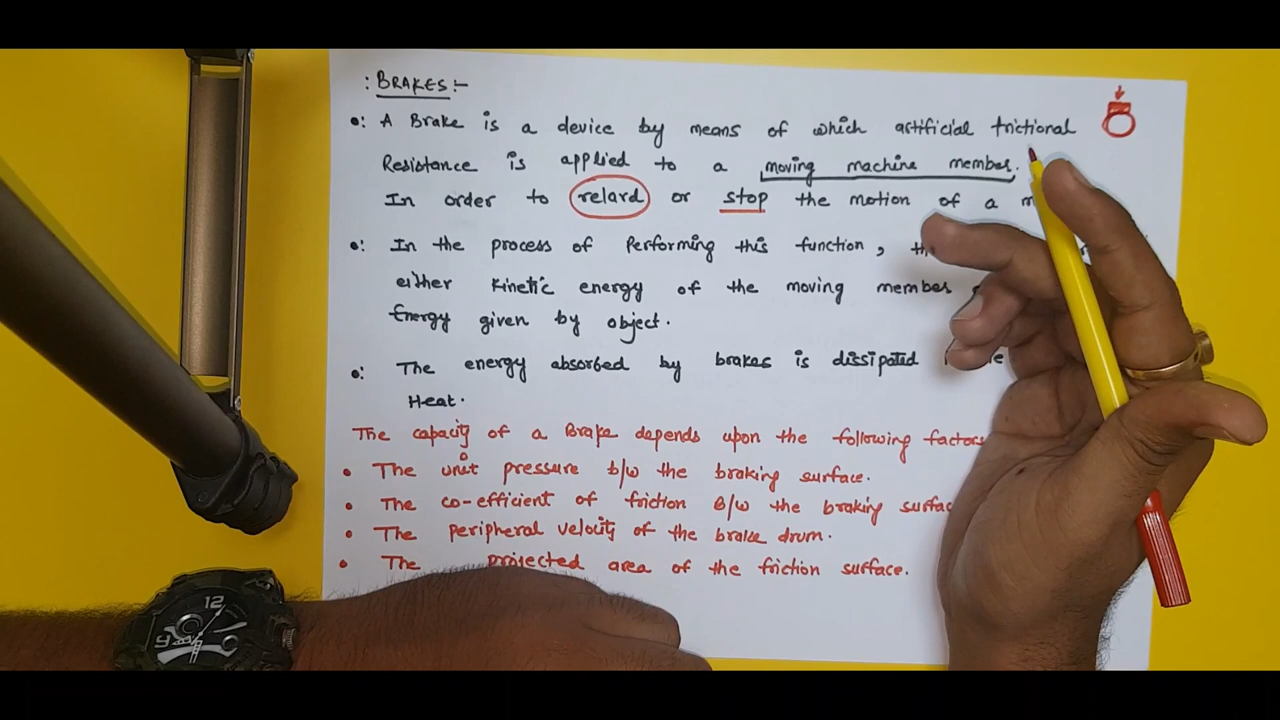 : BRAKES :-
A Brake is a device by means of which artificial frictional
Resistance is applied to a moving machine member.
In order to relard or stop the motion of a
In the process of Performing this function,
either kinetic energy of the moving member
Energy given by object.
The energy absorbed by brakes is dissipated
Heat.
The capacity of a Brake depends upon the following factors
The unit pressure b/w the braking surface.
The co-efficient of friction B/w the braking surfac
The peripheral velocity of the brake drum.
The projected area of the friction surface.
12